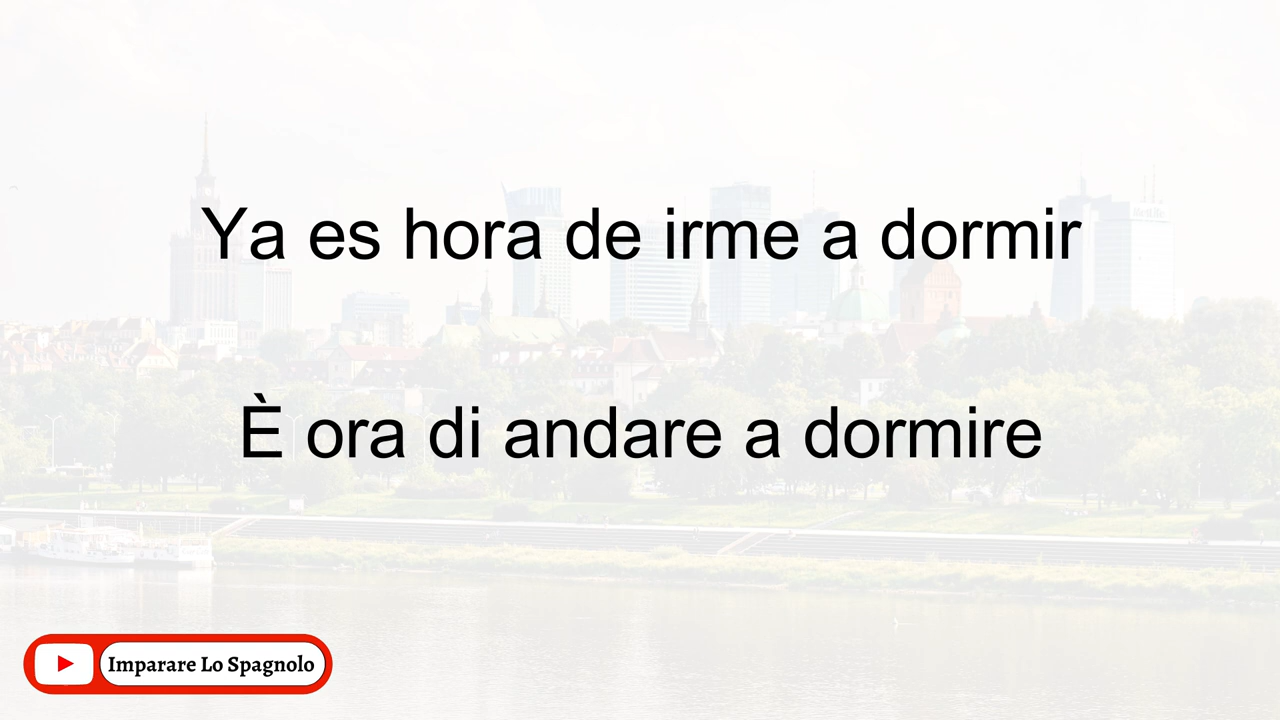 Ya es hora de irme a dormir
È ora di andare a dormire
Imparare Lo Spagnolo